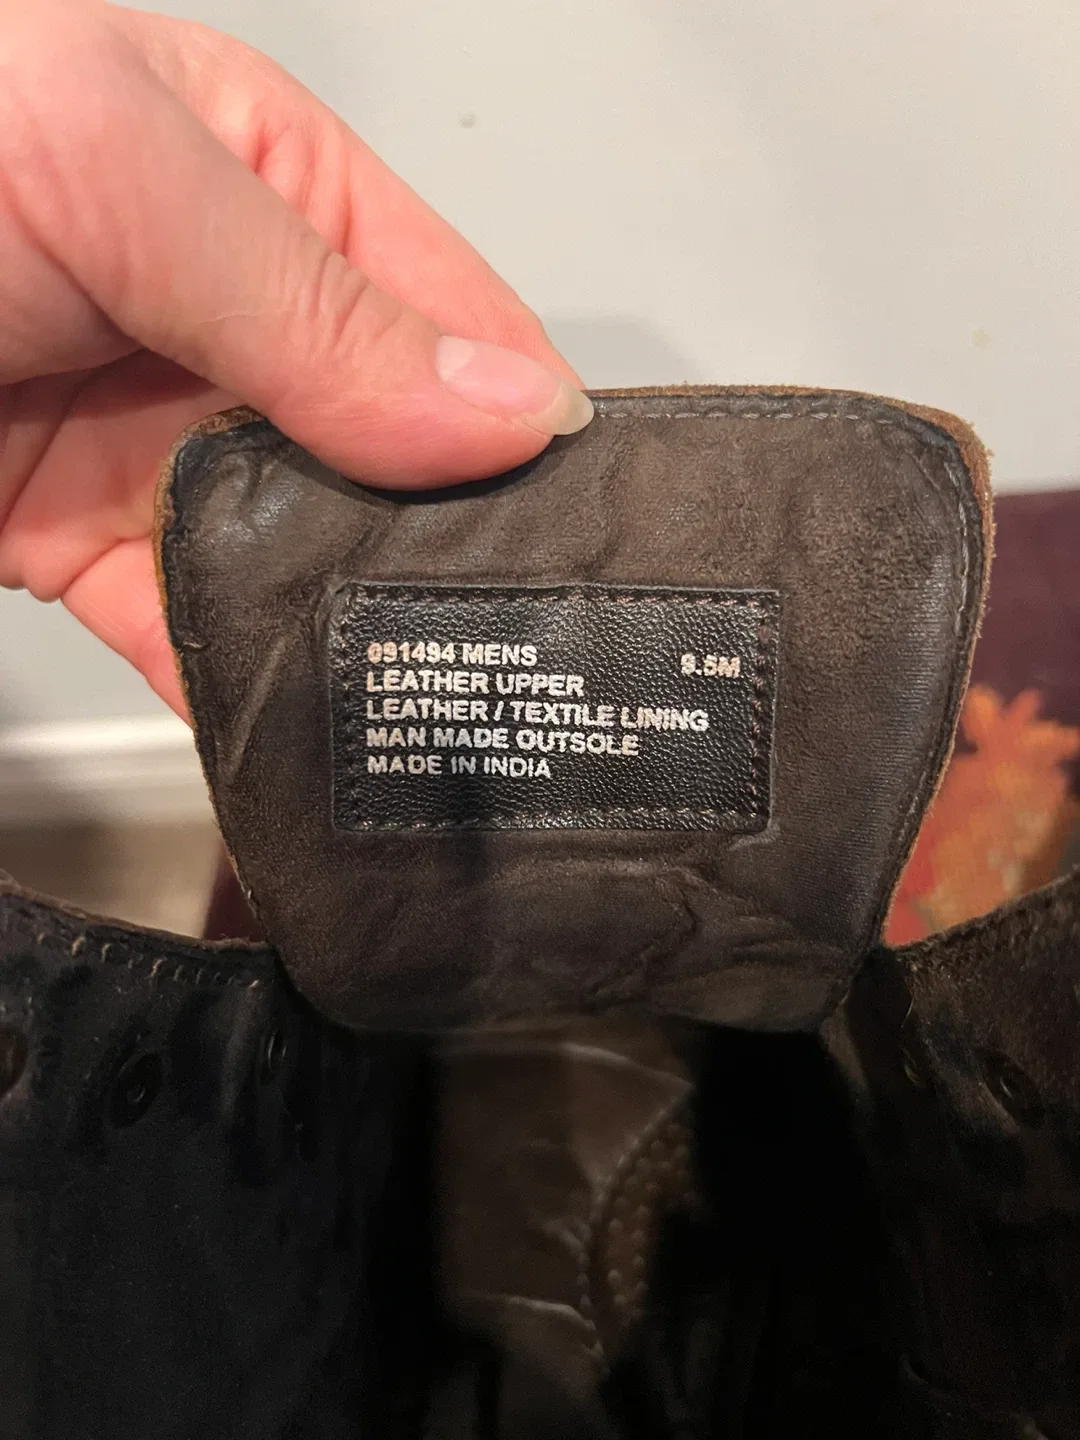 091494 MENS 9.5M
LEATHER UPPER
LEATHER / TEXTILE LINING
MAN MADE OUTSOLE
MADE IN INDIA